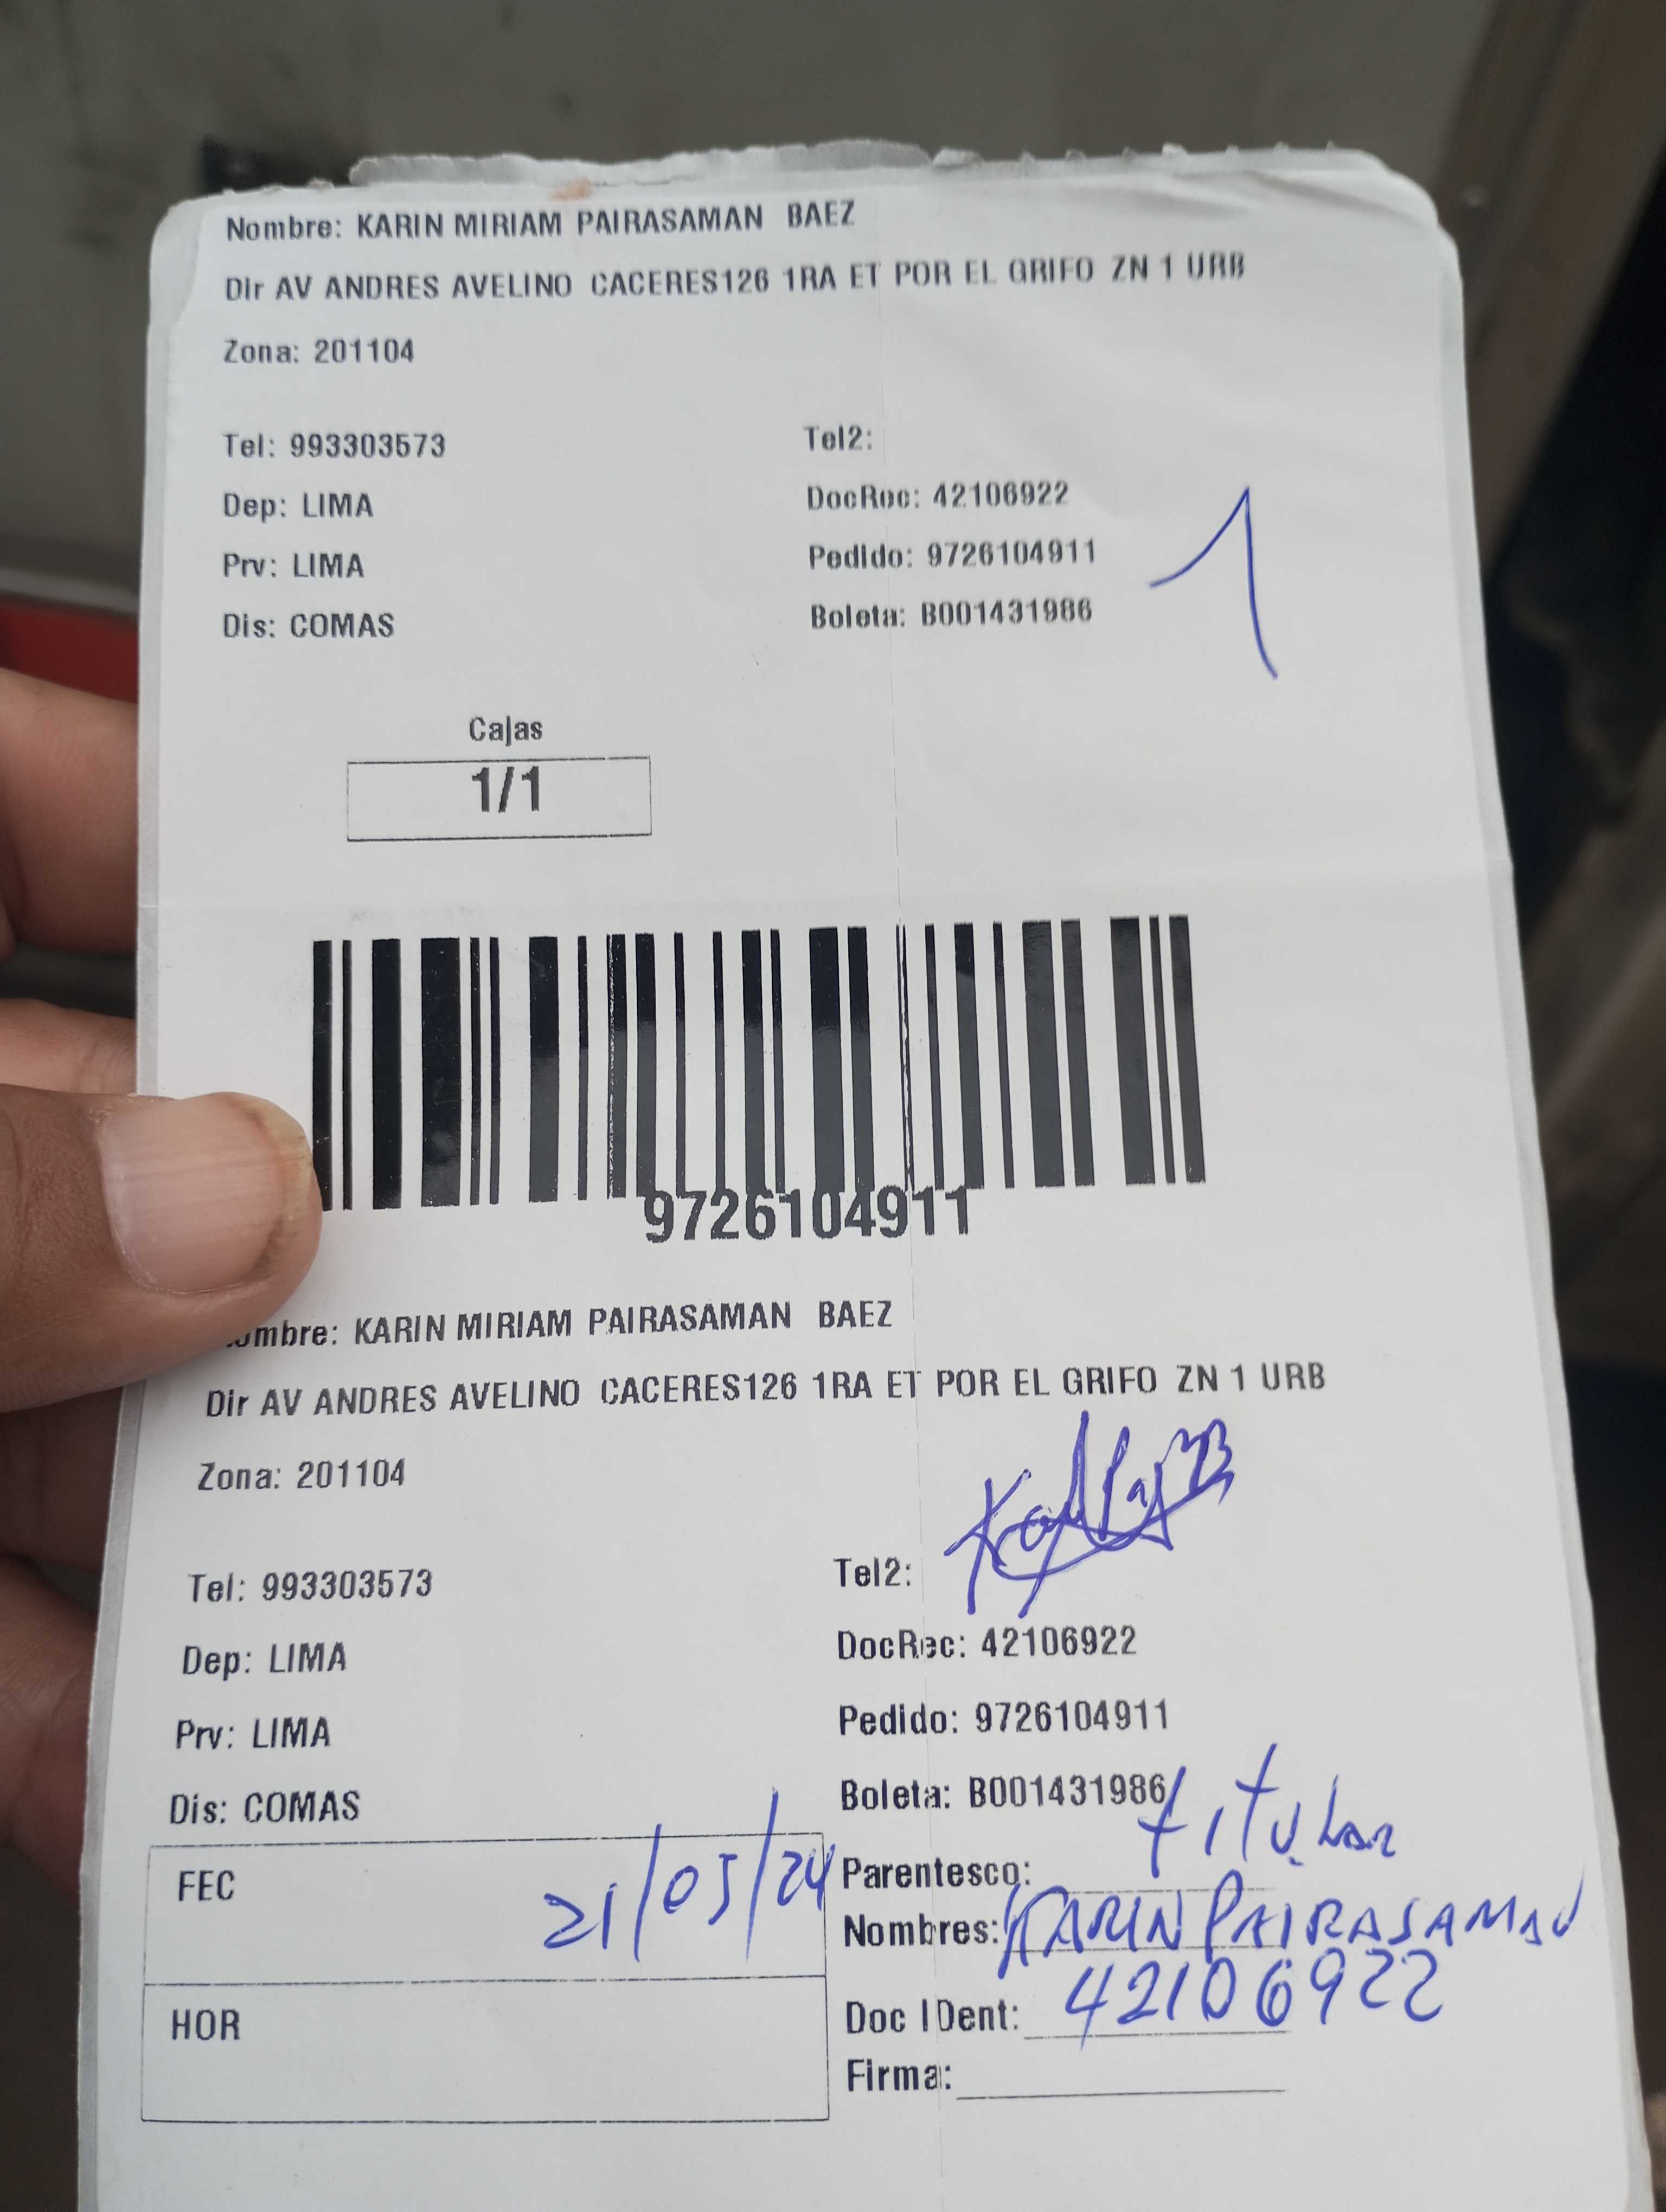 Nombre: KARIN MIRIAM PAIRASAMAN BAEZ
Dir AV ANDRES AVELINO CACERES126 1RA ET POR EL GRIFO ZN 1 URB
Zona: 201104
Tel: 993303573 Tel2:
Dep: LIMA DocRec: 42106922
Prv: LIMA Pedido: 9726104911
Dis: COMAS Boleta: B001431986
1
Cajas
1/1
9726104911
ombre: KARIN MIRIAM PAIRASAMAN BAEZ
Dir AV ANDRES AVELINO CACERES126 1RA ET POR EL GRIFO ZN 1 URB
Zona: 201104
Tel: 993303573 Tel2:
Dep: LIMA DocRec: 42106922
Prv: LIMA Pedido: 9726104911
Dis: COMAS Boleta: B001431986
FEC 21/05/24 Parentesco: titular
Nombres: KARIN PAIRASAMAN
HOR Doc IDent: 42106922
Firma: